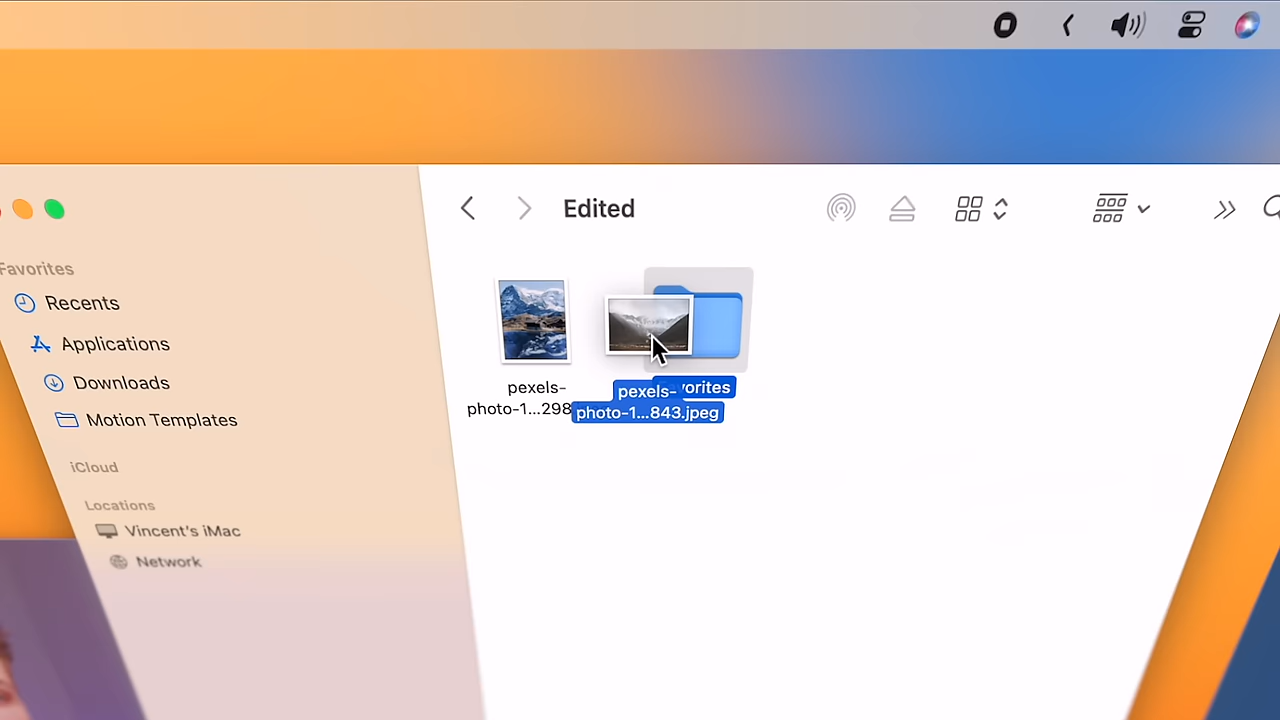 Edited
Favorites
Recents
Applications
Downloads
Motion Templates
iCloud
Locations
Vincent's iMac
Network
pexels-
photo-1...298
pexels-
photo-1...843.jpeg
vorites